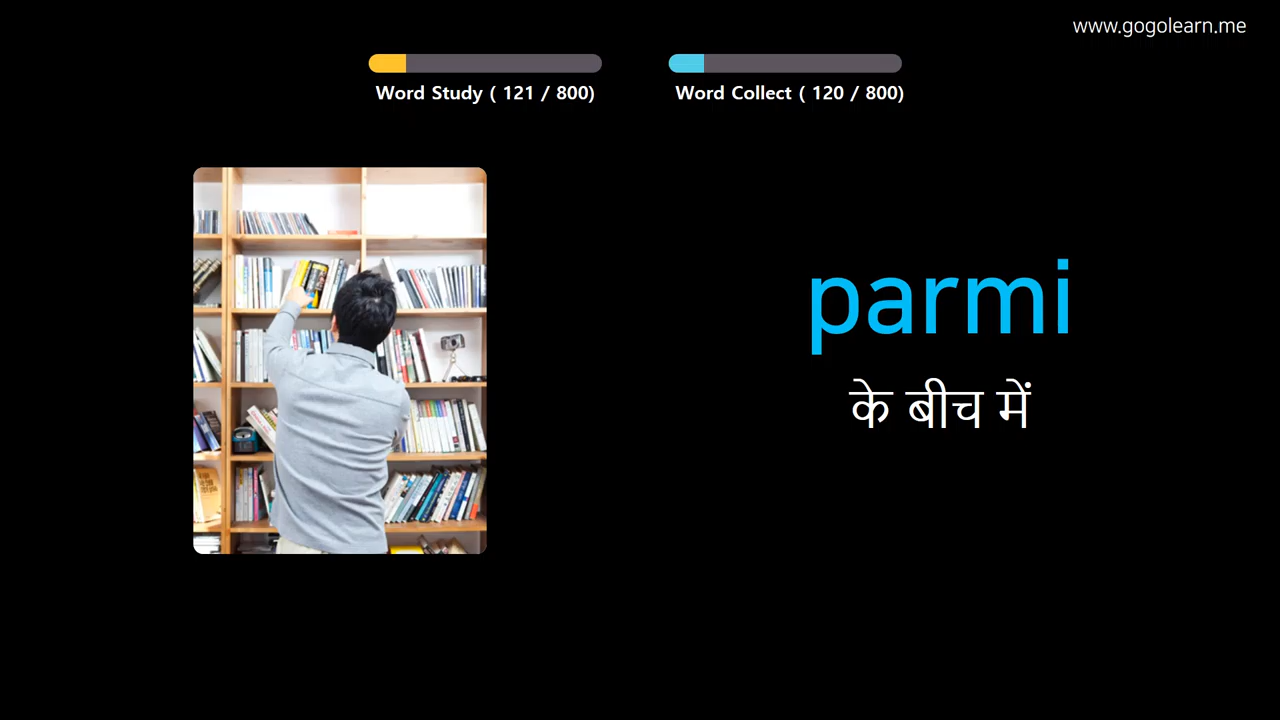 www.gogolearn.me
Word Study ( 121 / 800)
Word Collect ( 120 / 800)
parmi
के बीच में